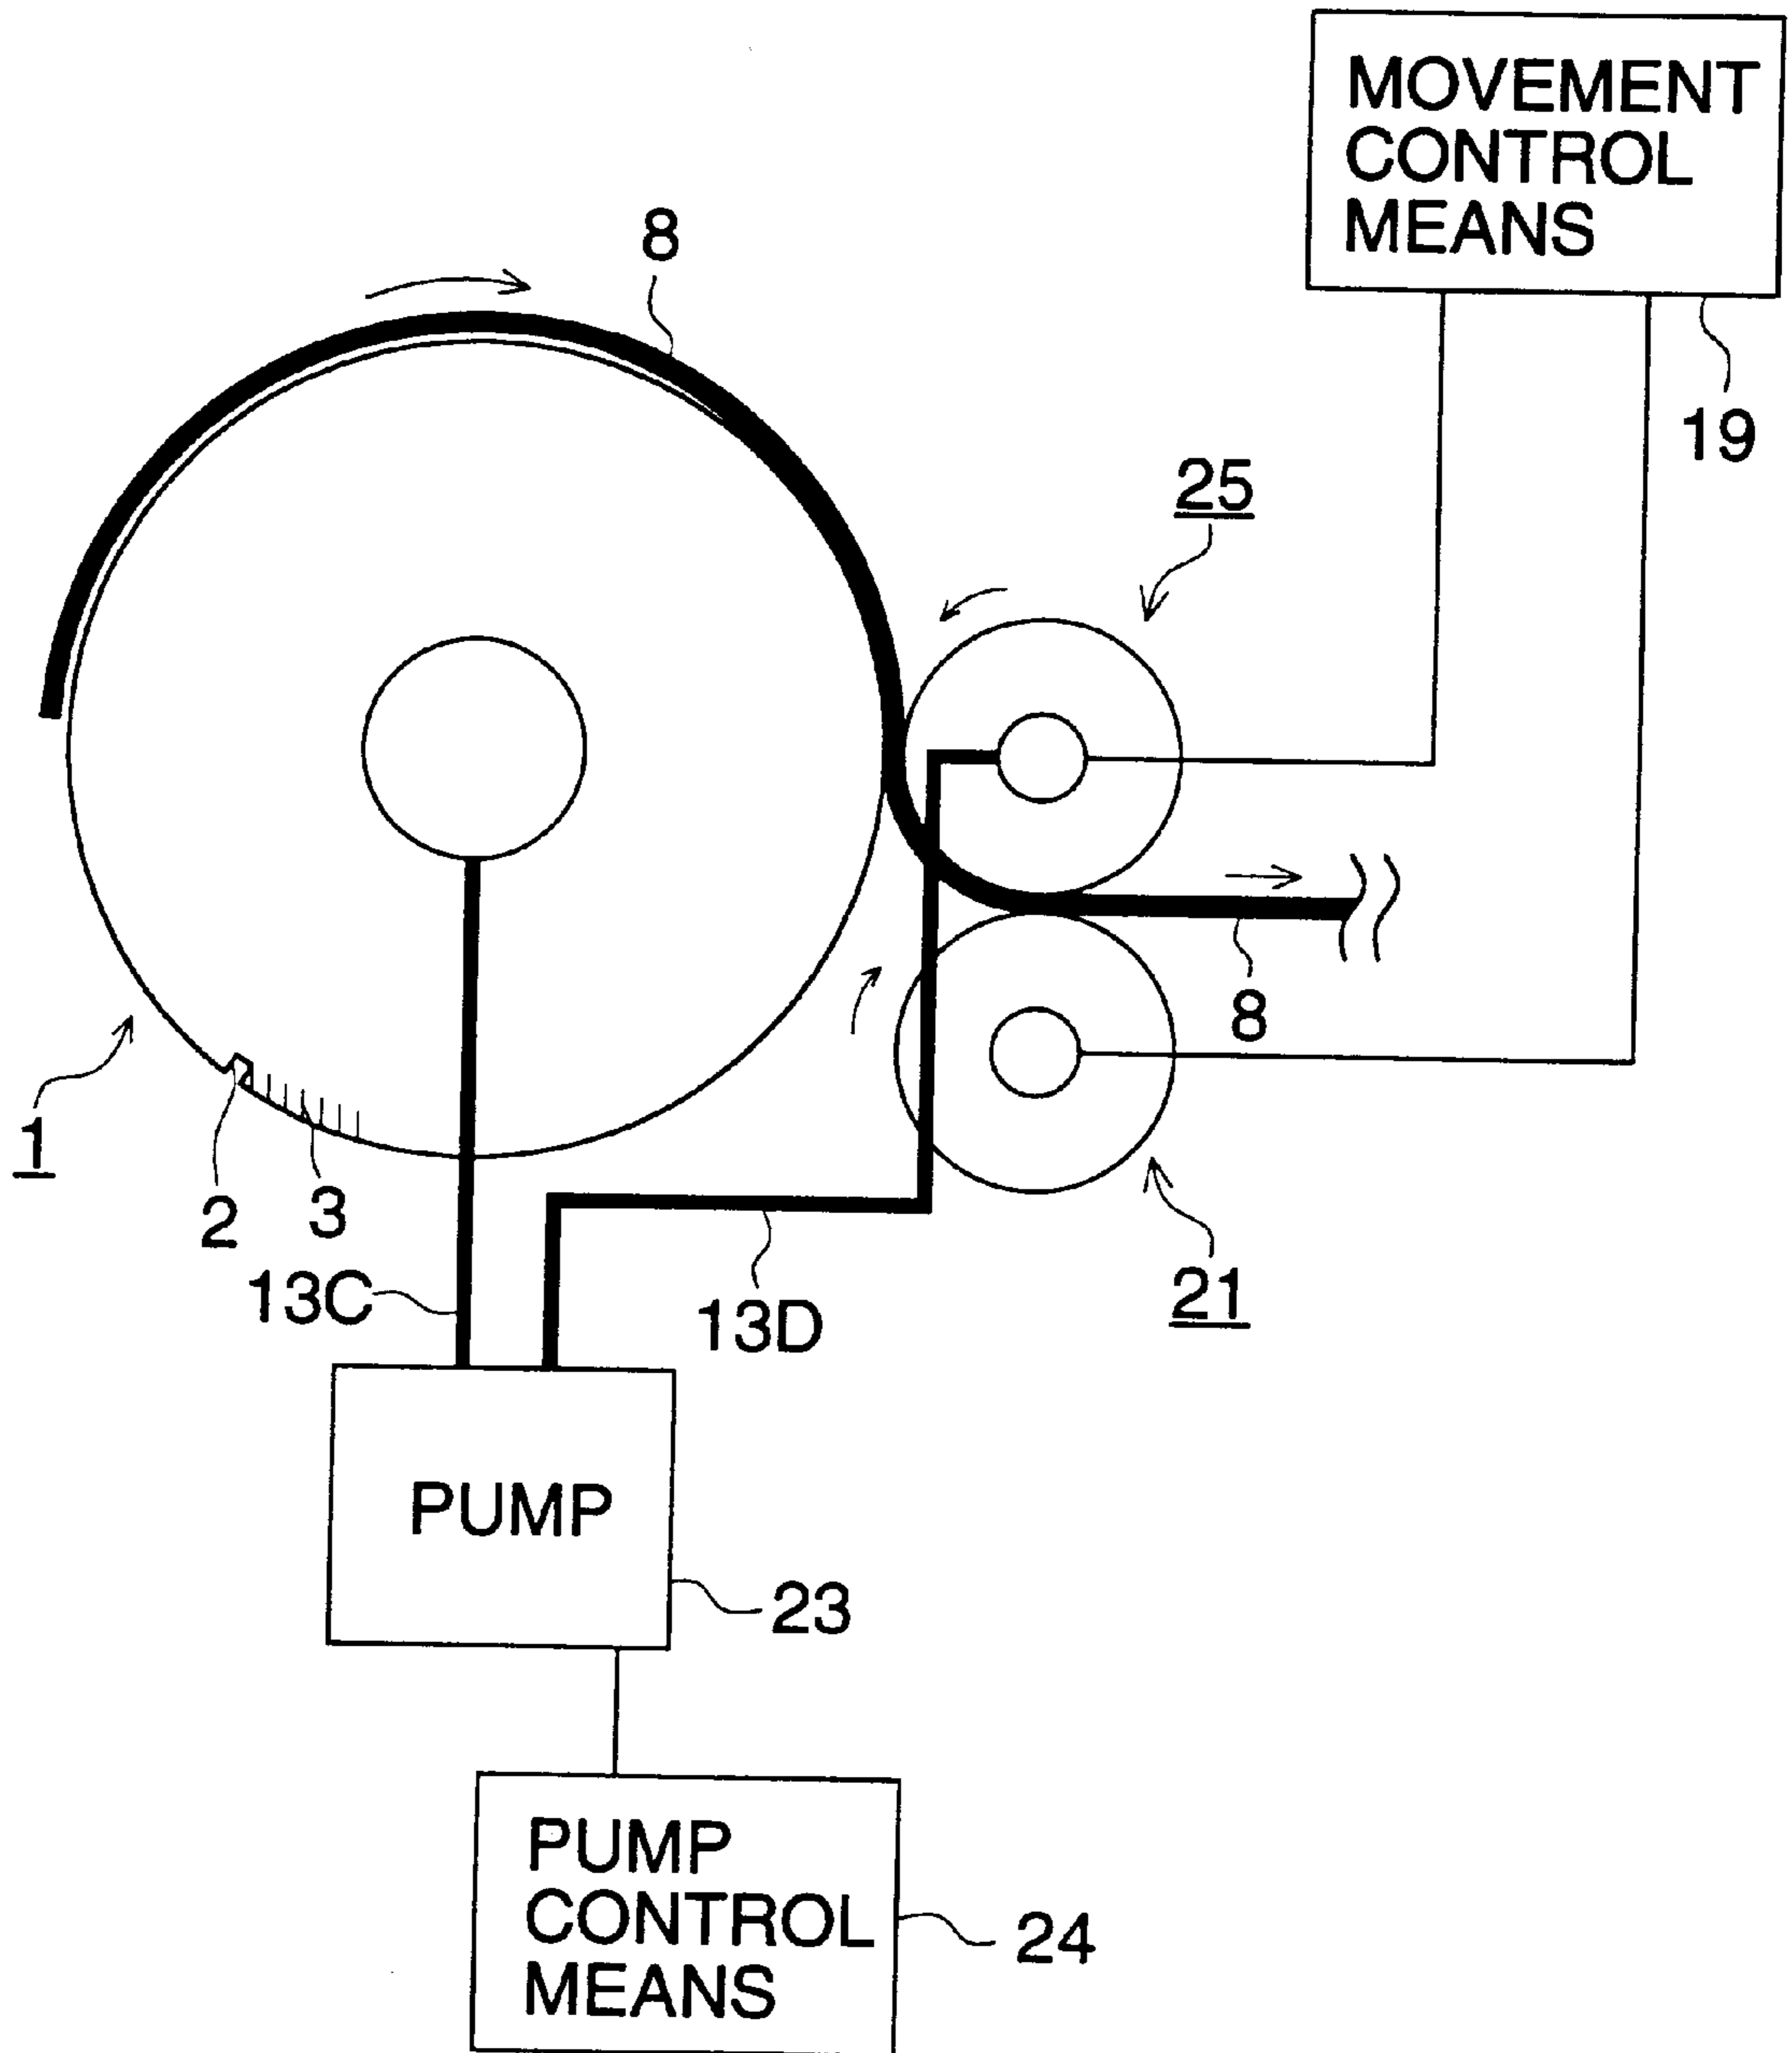 MOVEMENT
CONTROL
MEANS
8
19
25
8
1
2
3
13C
13D
21
PUMP
23
PUMP
CONTROL
MEANS
24